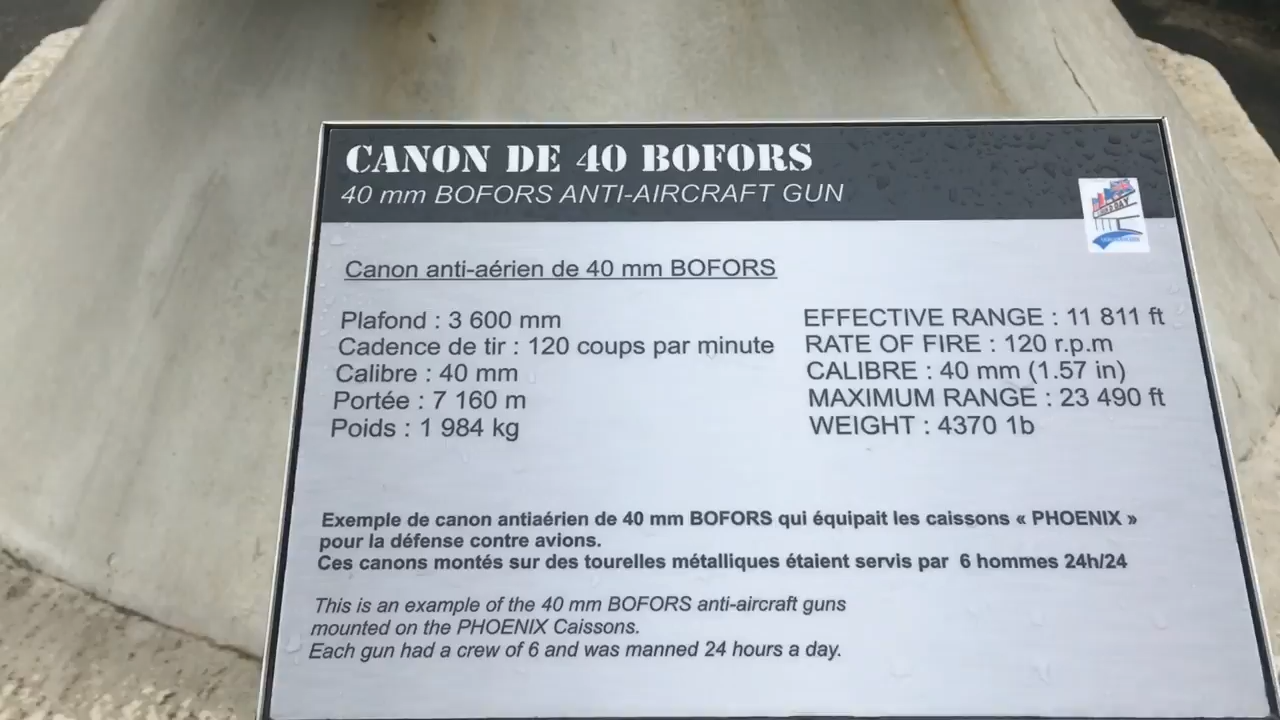 CANON DE 40 BOFORS
40 mm BOFORS ANTI-AIRCRAFT GUN
Canon anti-aérien de 40 mm BOFORS
Plafond : 3 600 mm
Cadence de tir : 120 coups par minute
Calibre : 40 mm
Portée : 7 160 m
Poids : 1 984 kg
EFFECTIVE RANGE : 11 811 ft
RATE OF FIRE : 120 r.p.m
CALIBRE : 40 mm (1.57 in)
MAXIMUM RANGE : 23 490 ft
WEIGHT : 4370 1b
Exemple de canon antiaérien de 40 mm BOFORS qui équipait les caissons « PHOENIX »
pour la défense contre avions.
Ces canons montés sur des tourelles métalliques étaient servis par 6 hommes 24h/24
This is an example of the 40 mm BOFORS anti-aircraft guns
mounted on the PHOENIX Caissons.
Each gun had a crew of 6 and was manned 24 hours a day.